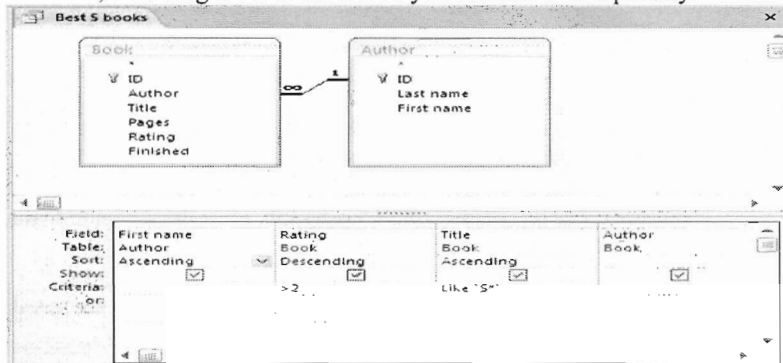 Best S books
Book
ID
Author
Title
Pages
Rating
Finished
∞ 1
Author
ID
Last name
First name
Field: First name Rating Title Author
Table: Author Book Book Book
Sort: Ascending Descending Ascending
Show:
Criteria: >2 Like "S*"
or: